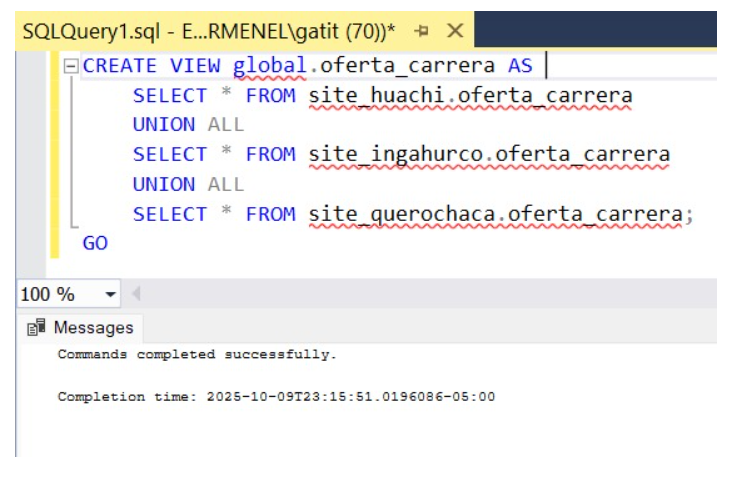 SQLQuery1.sql - E...RMENEL\gatit (70))*
CREATE VIEW global.oferta_carrera AS
SELECT * FROM site_huachi.oferta_carrera
UNION ALL
SELECT * FROM site_ingahurco.oferta_carrera
UNION ALL
SELECT * FROM site_querochaca.oferta_carrera;
GO
100 %
Messages
Commands completed successfully.
Completion time: 2025-10-09T23:15:51.0196086-05:00